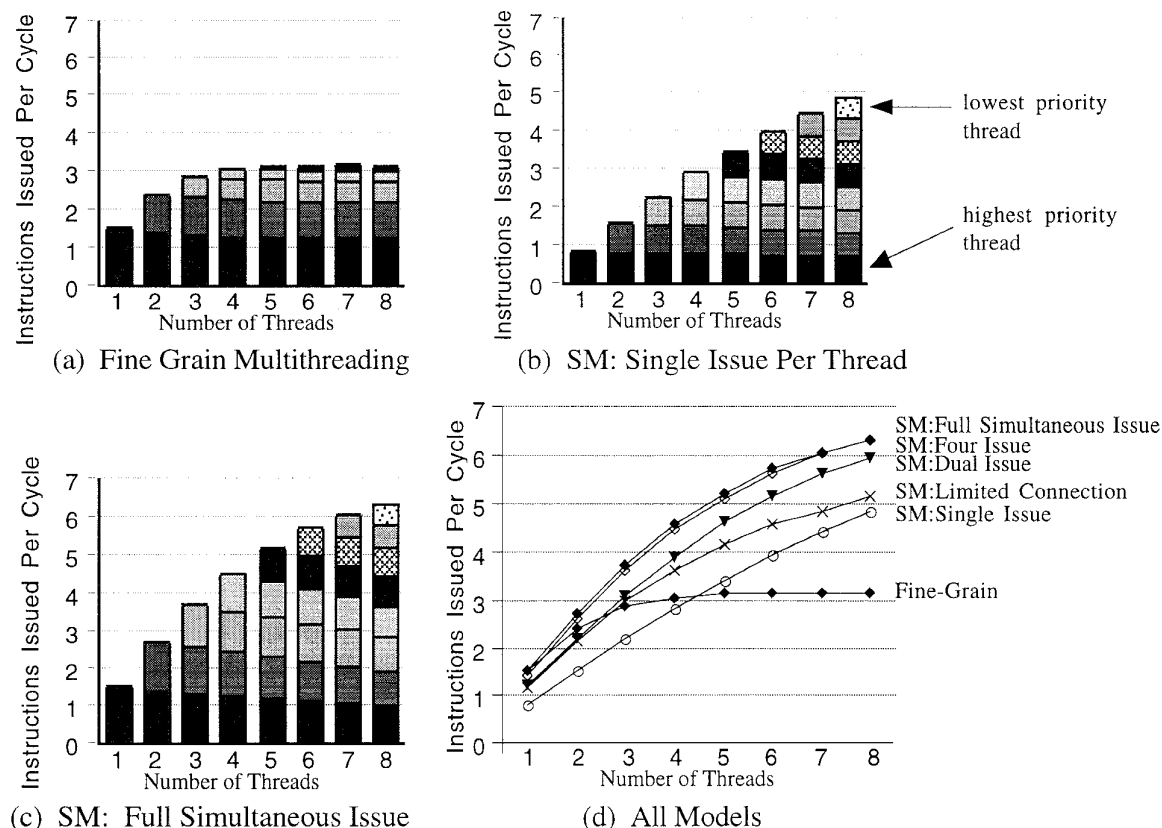 Instructions Issued Per Cycle
7
6
5
4
3
2
1
0
1 2 3 4 5 6 7 8
Number of Threads
(a) Fine Grain Multithreading
Instructions Issued Per Cycle
7
6
5
4
3
2
1
0
1 2 3 4 5 6 7 8
Number of Threads
(b) SM: Single Issue Per Thread
lowest priority
thread
highest priority
thread
Instructions Issued Per Cycle
7
6
5
4
3
2
1
0
1 2 3 4 5 6 7 8
Number of Threads
(c) SM: Full Simultaneous Issue
Instructions Issued Per Cycle
7
6
5
4
3
2
1
0
1 2 3 4 5 6 7 8
Number of Threads
(d) All Models
SM:Full Simultaneous Issue
SM:Four Issue
SM:Dual Issue
SM:Limited Connection
SM:Single Issue
Fine-Grain